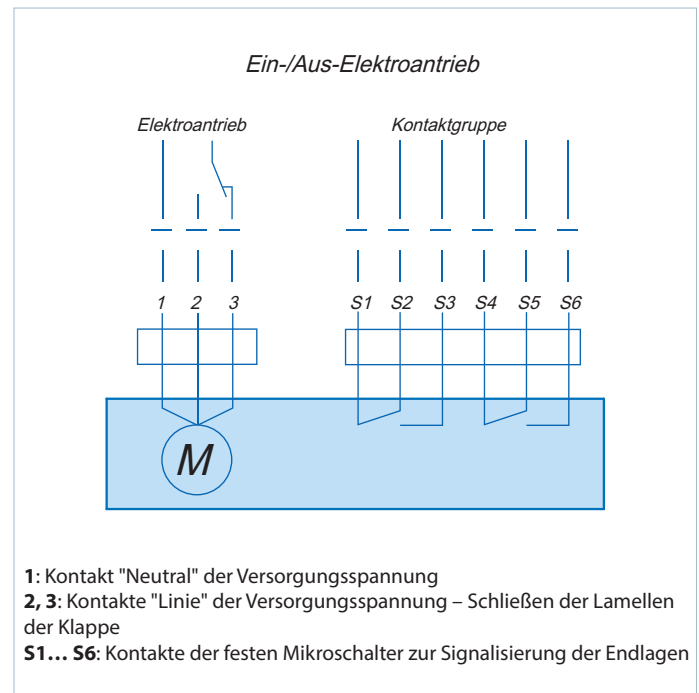 Ein-/Aus-Elektroantrieb
Elektroantrieb Kontaktgruppe
1 2 3 S1 S2 S3 S4 S5 S6
M
1: Kontakt "Neutral" der Versorgungsspannung
2, 3: Kontakte "Linie" der Versorgungsspannung – Schließen der Lamellen
der Klappe
S1... S6: Kontakte der festen Mikroschalter zur Signalisierung der Endlagen